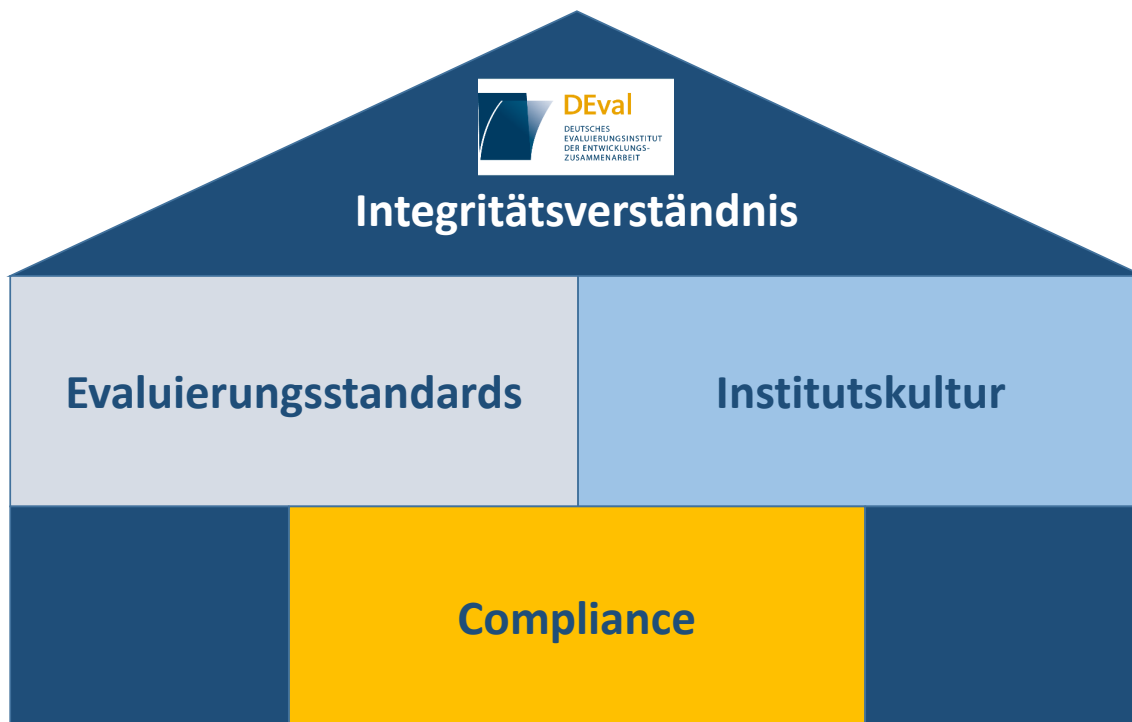 DEval
DEUTSCHES
EVALUIERUNGSINSTITUT
DER ENTWICKLUNGS-
ZUSAMMENARBEIT
Integritätsverständnis
Evaluierungsstandards
Institutskultur
Compliance